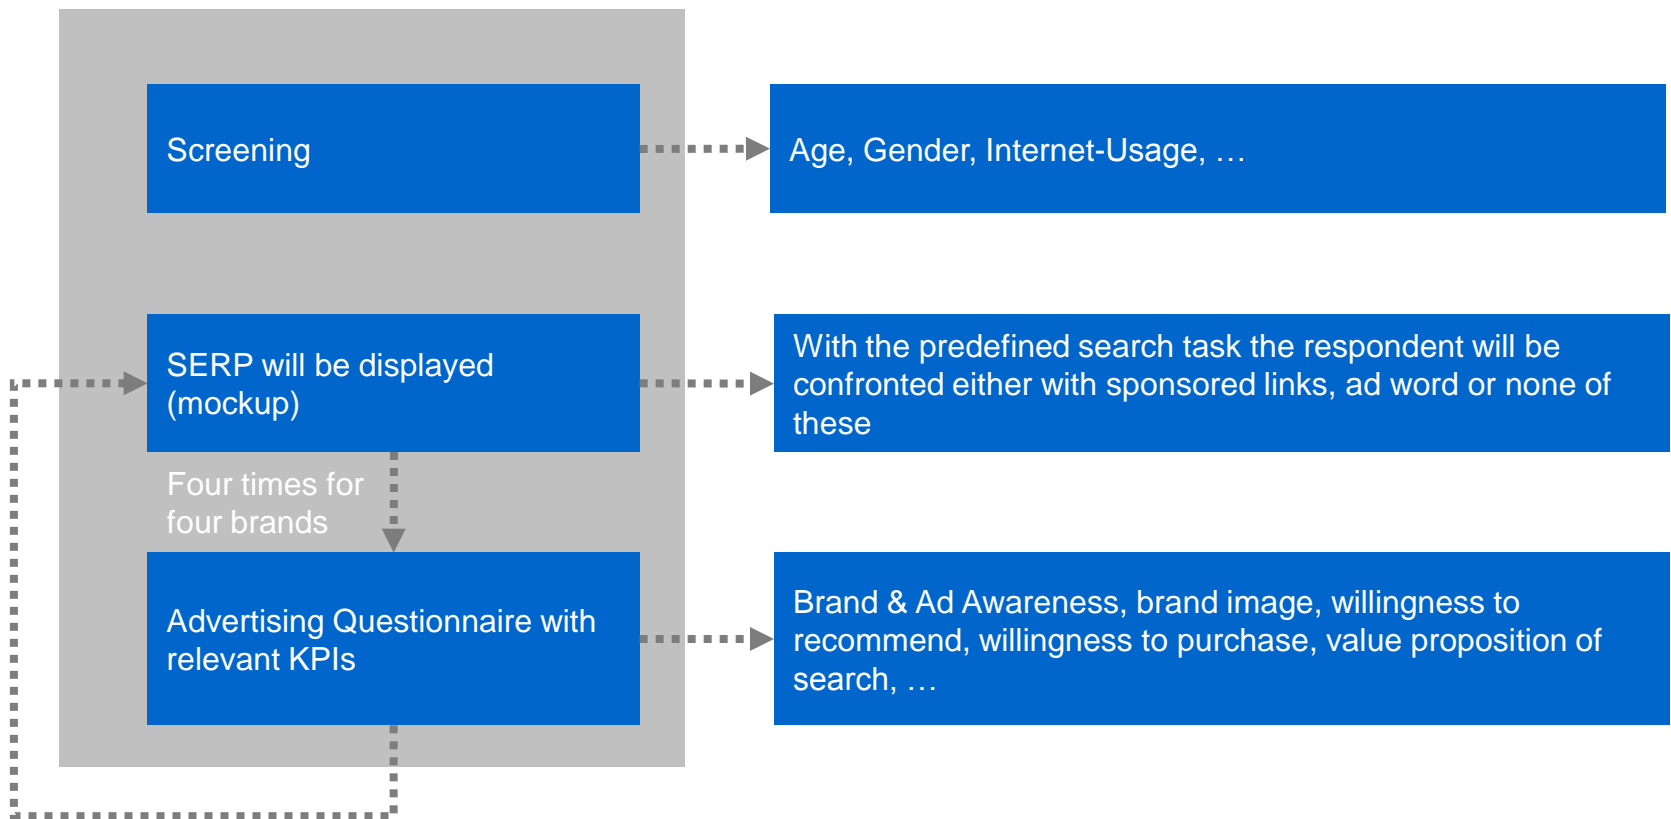 Screening
Age, Gender, Internet-Usage, …
SERP will be displayed
(mockup)
With the predefined search task the respondent will be
confronted either with sponsored links, ad word or none of
these
Four times for
four brands
Advertising Questionnaire with
relevant KPIs
Brand & Ad Awareness, brand image, willingness to
recommend, willingness to purchase, value proposition of
search, …